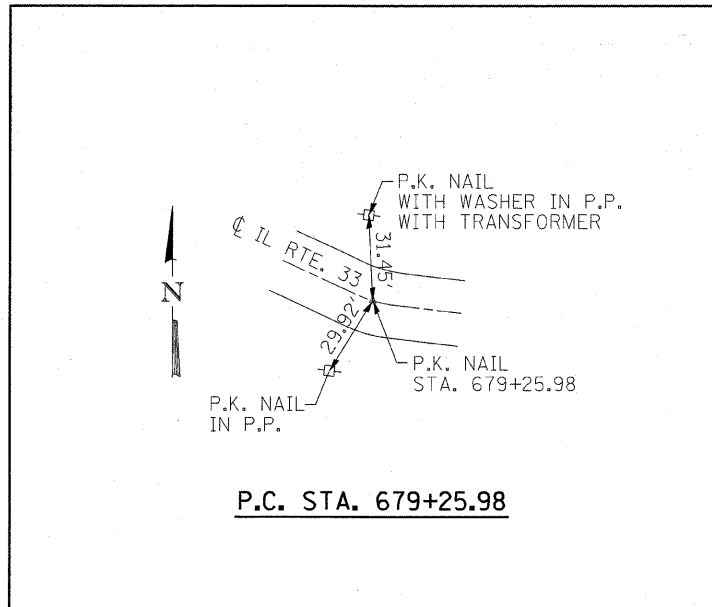 P.K. NAIL
WITH WASHER IN P.P.
WITH TRANSFORMER
℄ IL RTE. 33
31.45'
N
29.92'
P.K. NAIL
STA. 679+25.98
P.K. NAIL
IN P.P.
P.C. STA. 679+25.98